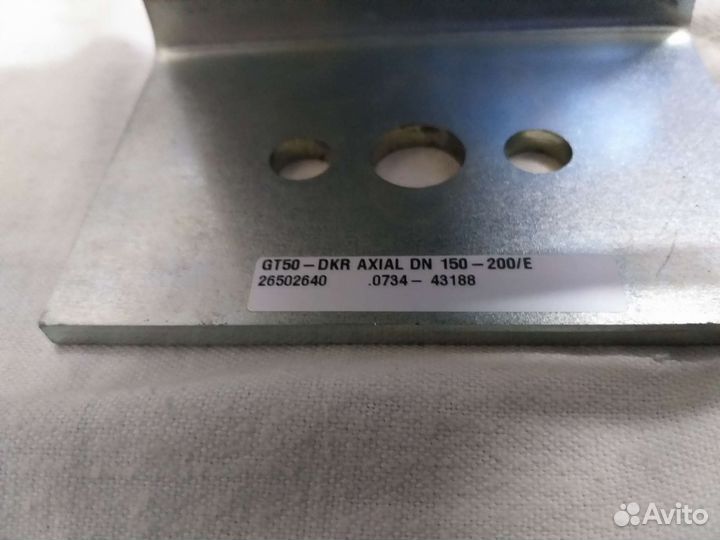 GT50-DKR AXIAL DN 150-200/E
26502640 .0734- 43188
Avito